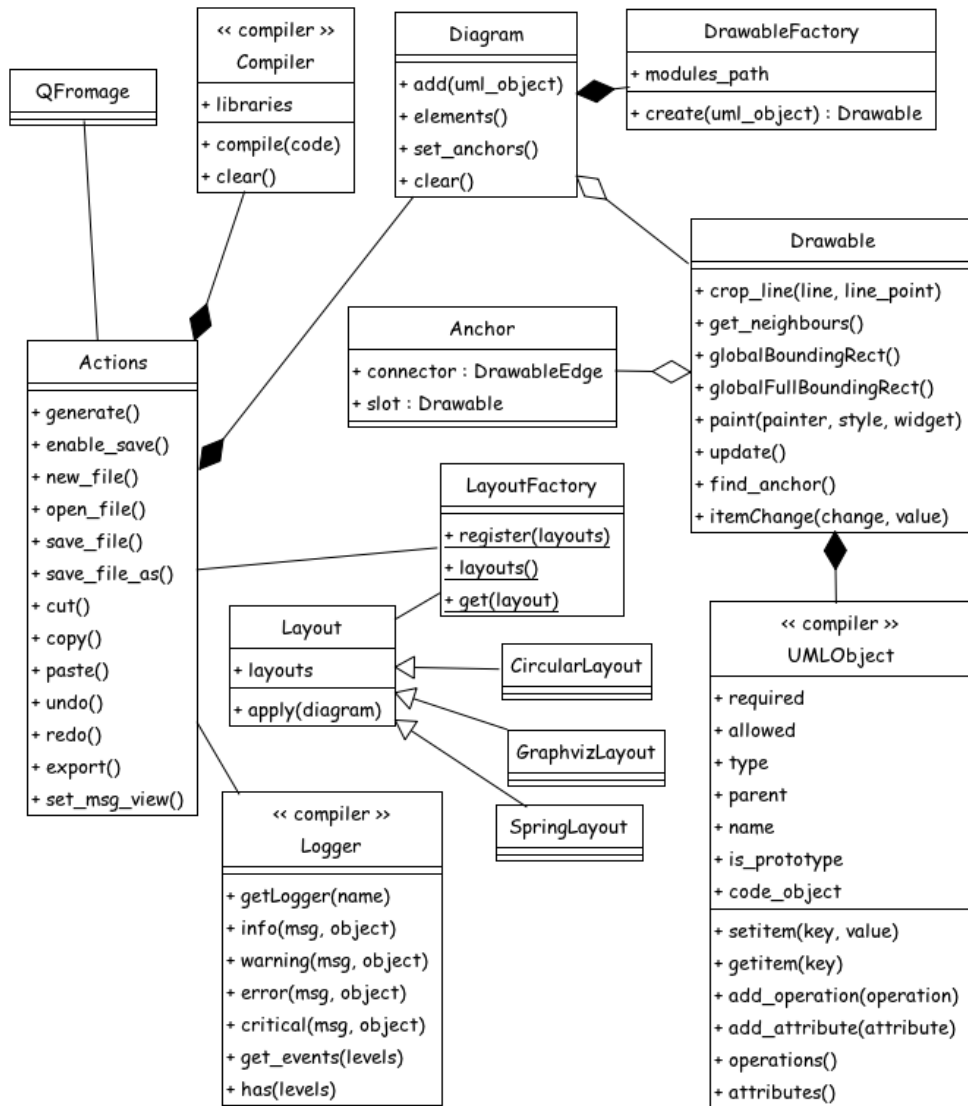 QFromage
<< compiler >>
Compiler
+ libraries
+ compile(code)
+ clear()
Diagram
+ add(uml_object)
+ elements()
+ set_anchors()
+ clear()
DrawableFactory
+ modules_path
+ create(uml_object) : Drawable
Drawable
+ crop_line(line, line_point)
+ get_neighbours()
+ globalBoundingRect()
+ globalFullBoundingRect()
+ paint(painter, style, widget)
+ update()
+ find_anchor()
+ itemChange(change, value)
Anchor
+ connector : DrawableEdge
+ slot : Drawable
Actions
+ generate()
+ enable_save()
+ new_file()
+ open_file()
+ save_file()
+ save_file_as()
+ cut()
+ copy()
+ paste()
+ undo()
+ redo()
+ export()
+ set_msg_view()
LayoutFactory
+ register(layouts)
+ layouts()
+ get(layout)
Layout
+ layouts
+ apply(diagram)
CircularLayout
GraphvizLayout
SpringLayout
<< compiler >>
Logger
+ getLogger(name)
+ info(msg, object)
+ warning(msg, object)
+ error(msg, object)
+ critical(msg, object)
+ get_events(levels)
+ has(levels)
<< compiler >>
UMLObject
+ required
+ allowed
+ type
+ parent
+ name
+ is_prototype
+ code_object
+ setitem(key, value)
+ getitem(key)
+ add_operation(operation)
+ add_attribute(attribute)
+ operations()
+ attributes()